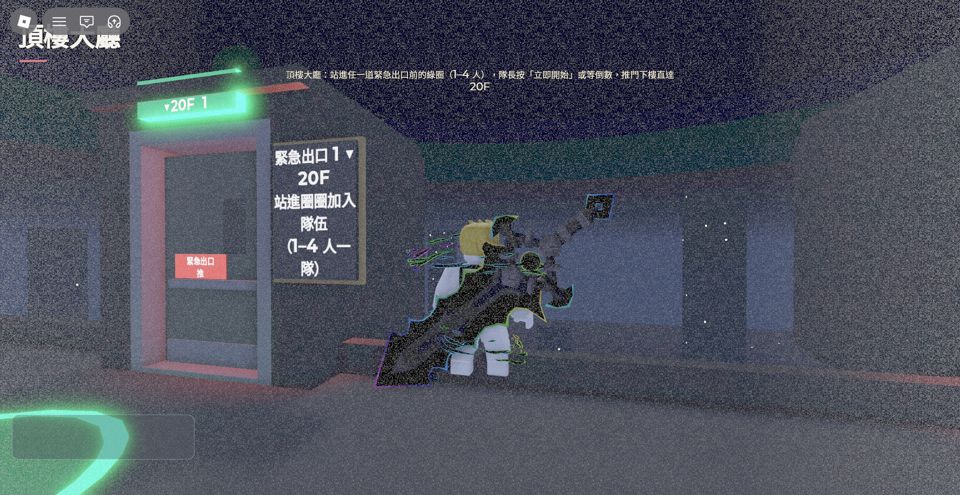 頂樓大廳
頂樓大廳：站進任一道緊急出口前的綠圈（1–4 人），隊長按「立即開始」或等倒數，推門下樓直達
20F
▼20F 1
緊急出口 1 ▼
20F
站進圈圈加入
隊伍
（1–4 人一
隊）
緊急出口
推